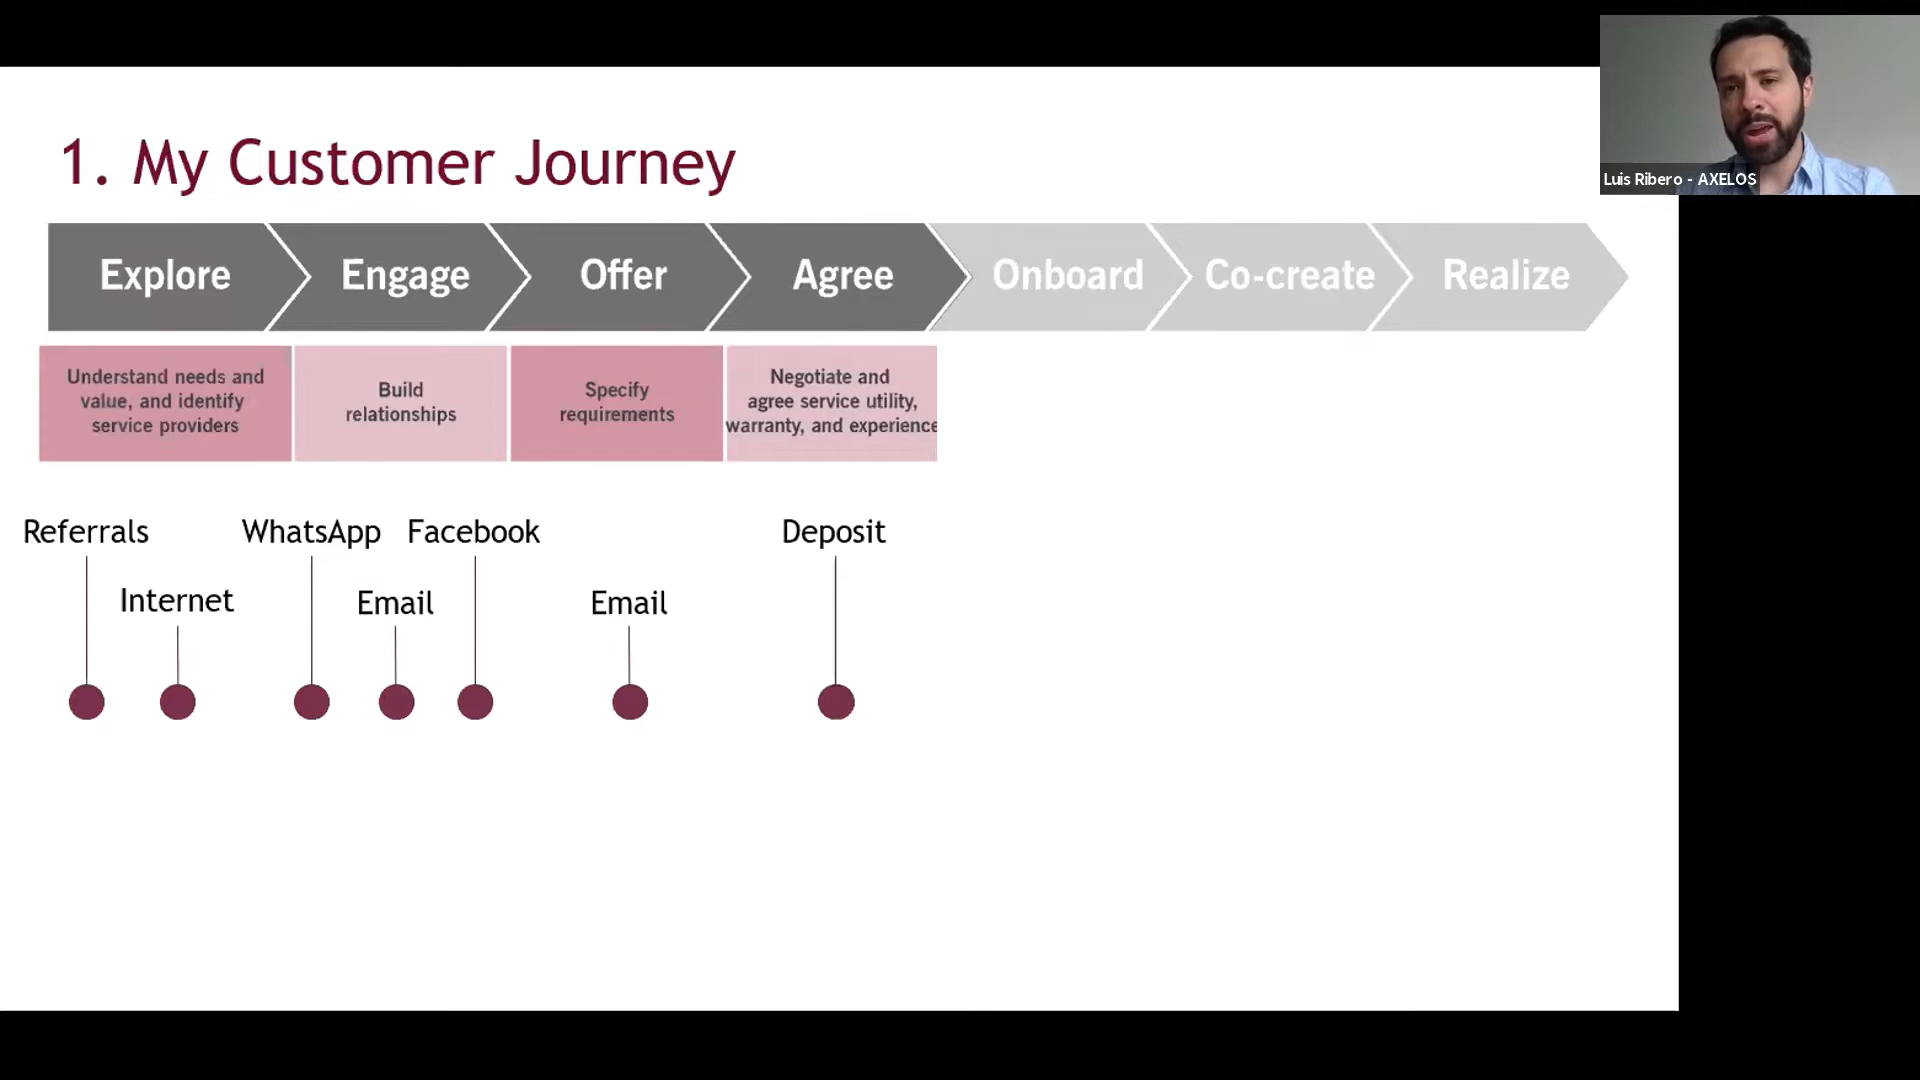 Luis Ribero - AXELOS
1. My Customer Journey
Explore
Engage
Offer
Agree
Onboard
Co-create
Realize
Understand needs and
value, and identify
service providers
Build
relationships
Specify
requirements
Negotiate and
agree service utility,
warranty, and experience
Referrals
WhatsApp
Facebook
Deposit
Internet
Email
Email